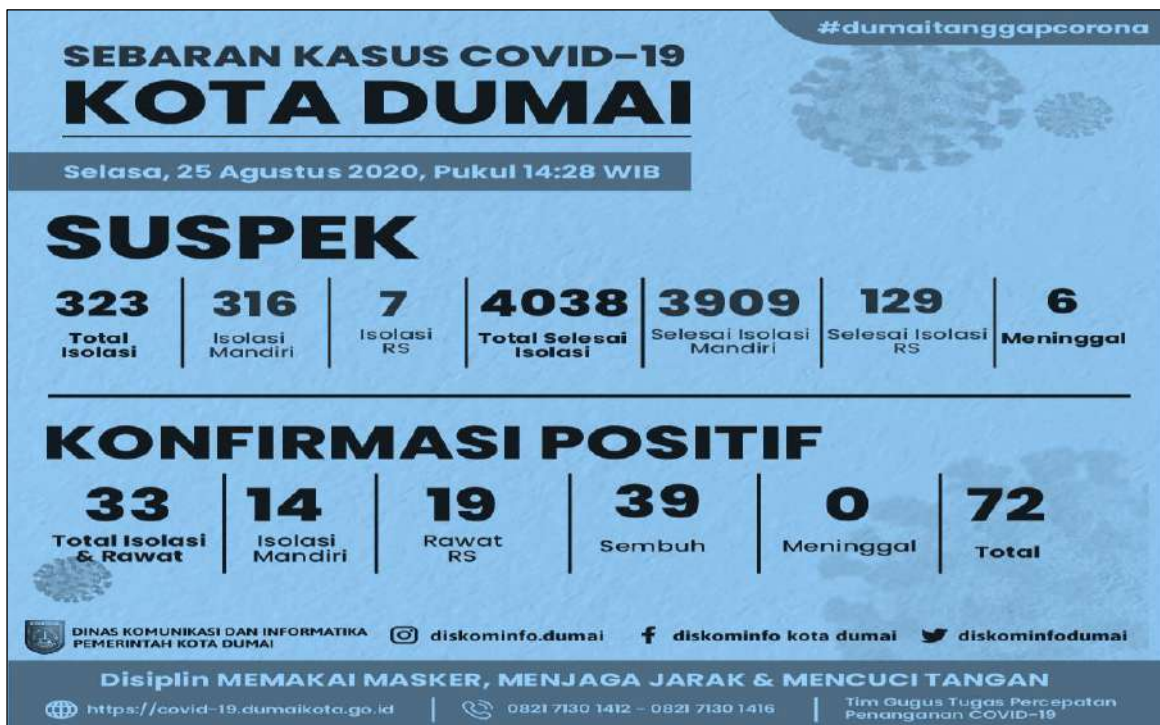 #dumaitanggapcorona
SEBARAN KASUS COVID-19
KOTA DUMAI
Selasa, 25 Agustus 2020, Pukul 14:28 WIB
SUSPEK
323
Total
Isolasi
316
Isolasi
Mandiri
7
Isolasi
RS
4038
Total Selesai
Isolasi
3909
Selesai Isolasi
Mandiri
129
Selesai Isolasi
RS
6
Meninggal
KONFIRMASI POSITIF
33
Total Isolasi
& Rawat
14
Isolasi
Mandiri
19
Rawat
RS
39
Sembuh
0
Meninggal
72
Total
DINAS KOMUNIKASI DAN INFORMATIKA
PEMERINTAH KOTA DUMAI
diskominfo.dumai
diskominfo kota dumai
diskominfodumai
Disiplin MEMAKAI MASKER, MENJAGA JARAK & MENCUCI TANGAN
https://covid-19.dumaikota.go.id
0821 7130 1412 - 0821 7130 1416
Tim Gugus Tugas Percepatan
Penanganan COVID-19